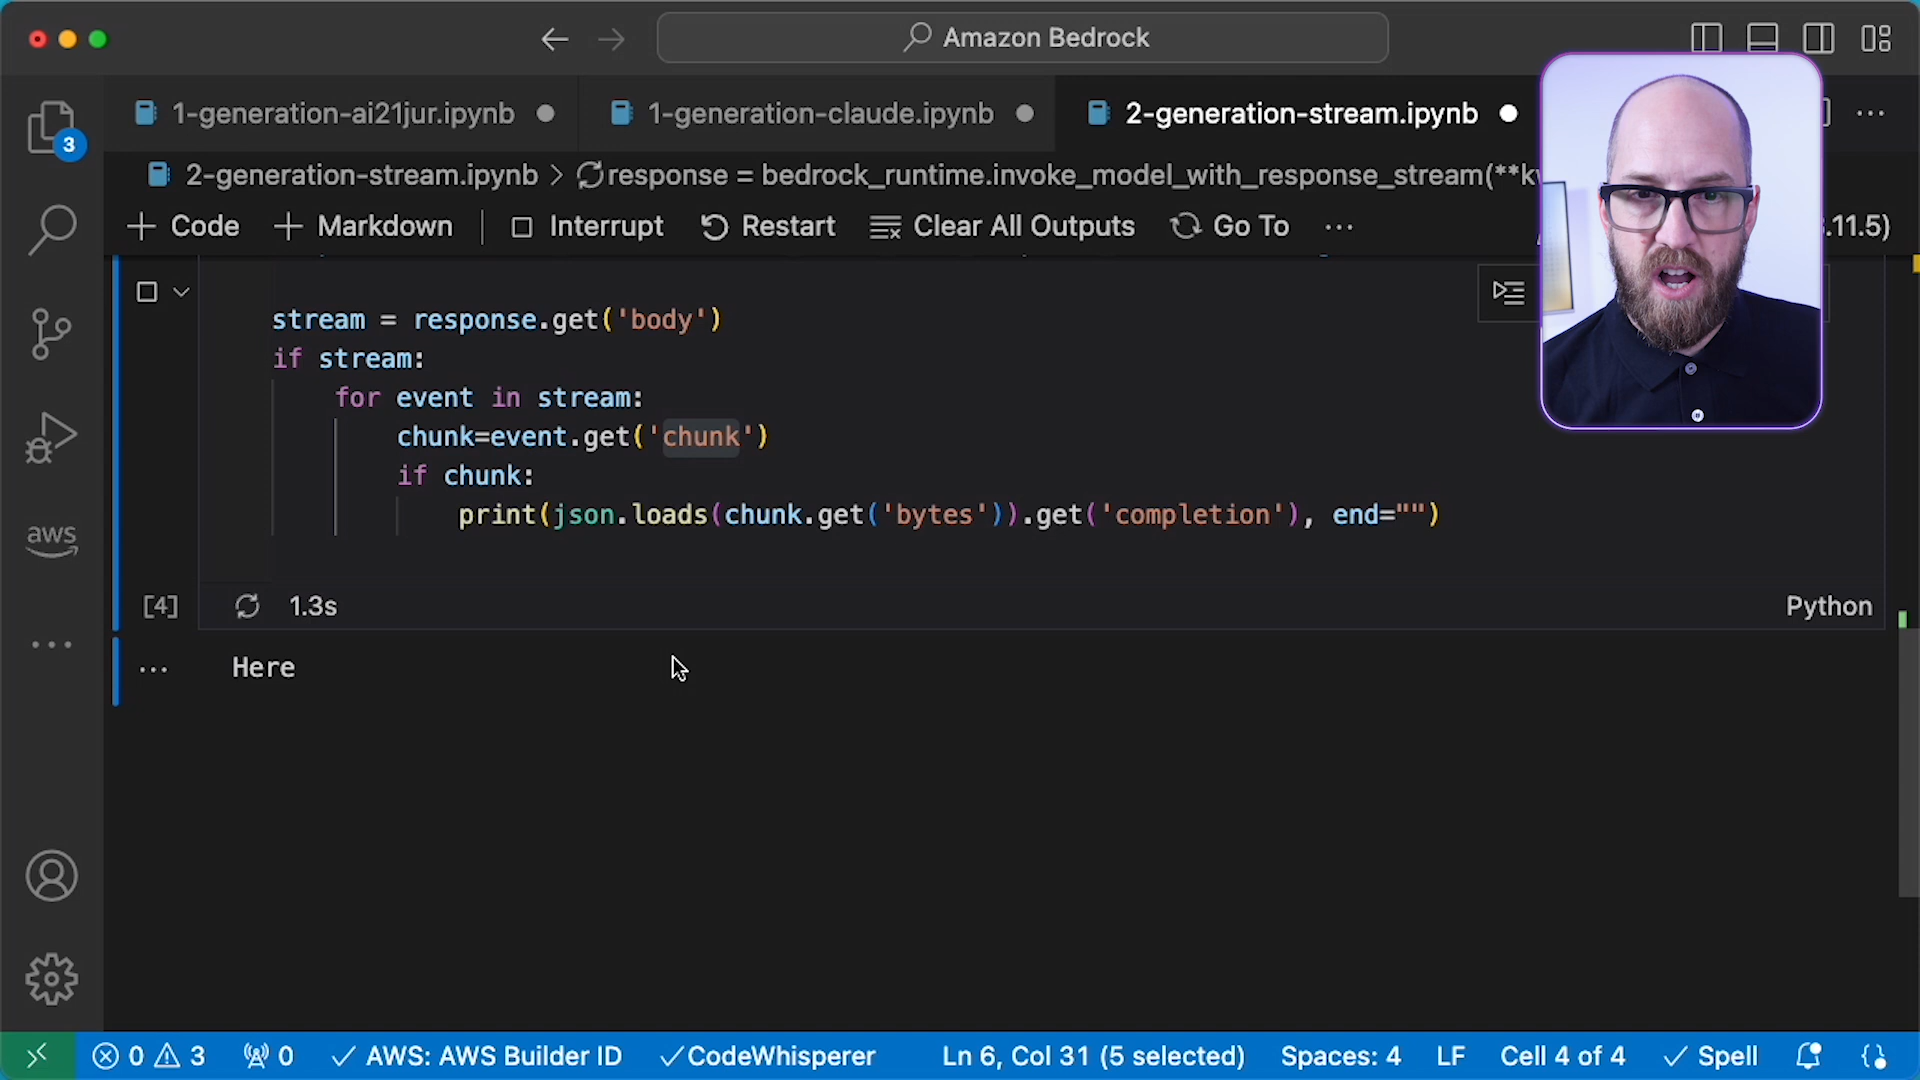 Amazon Bedrock
1-generation-ai21jur.ipynb
1-generation-claude.ipynb
2-generation-stream.ipynb
3
2-generation-stream.ipynb > response = bedrock_runtime.invoke_model_with_response_stream(**kw
+ Code + Markdown Interrupt Restart Clear All Outputs Go To ...
.11.5)
stream = response.get('body')
if stream:
for event in stream:
chunk=event.get('chunk')
if chunk:
print(json.loads(chunk.get('bytes')).get('completion'), end="")
aws
[4] 1.3s Python
Here
0 3 0 AWS: AWS Builder ID CodeWhisperer Ln 6, Col 31 (5 selected) Spaces: 4 LF Cell 4 of 4 Spell